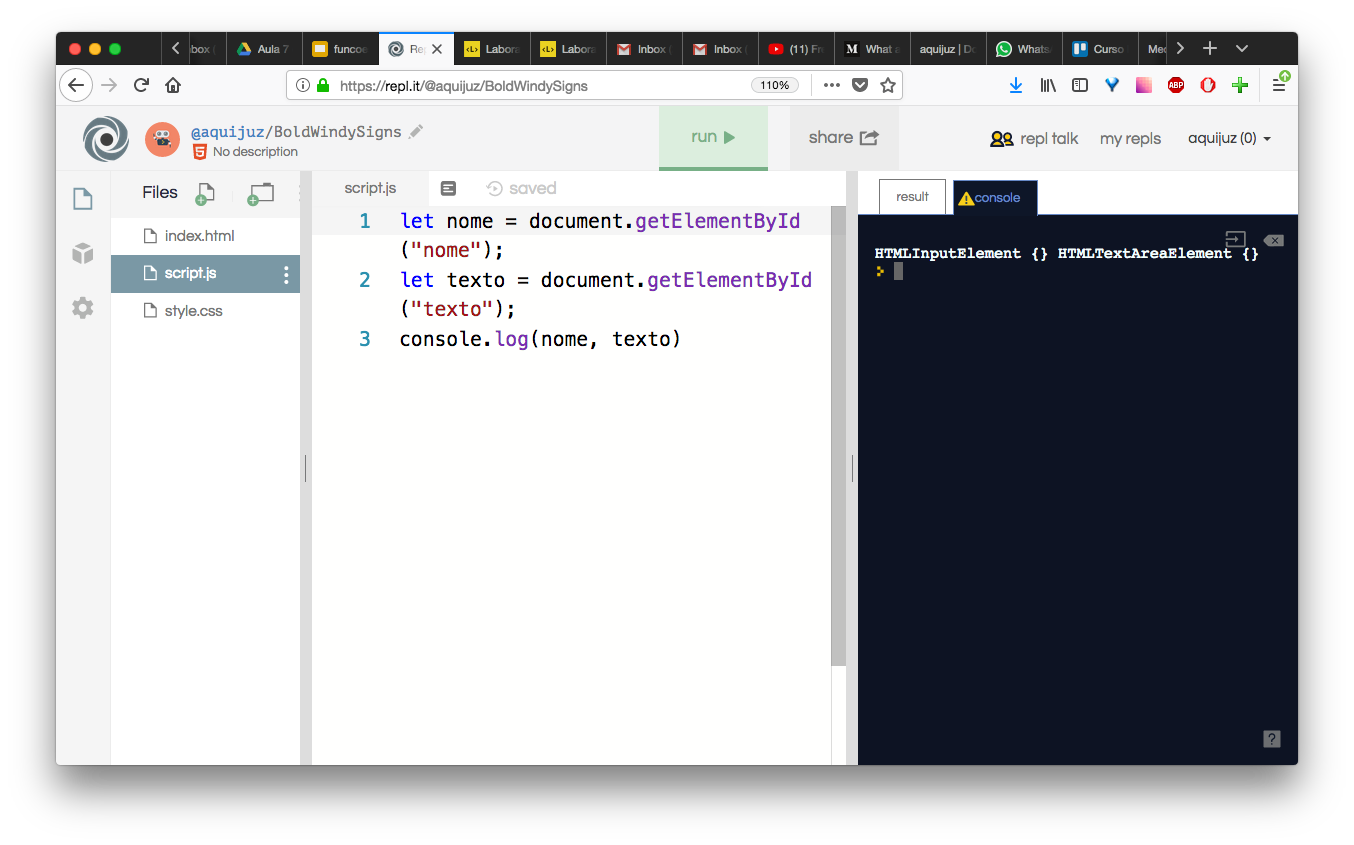 Aula 7
funcoe
Re
Labora
Labora
Inbox
Inbox
(11) Fr
What a
aquijuz | Do
Whats
Curso
https://repl.it/@aquijuz/BoldWindySigns
110%
ABP
@aquijuz/BoldWindySigns
No description
run
share
repl talk
my repls
aquijuz (0)
Files
index.html
script.js
style.css
script.js
saved
1 let nome = document.getElementById
("nome");
2 let texto = document.getElementById
("texto");
3 console.log(nome, texto)
result
console
HTMLInputElement {} HTMLTextAreaElement {}
?